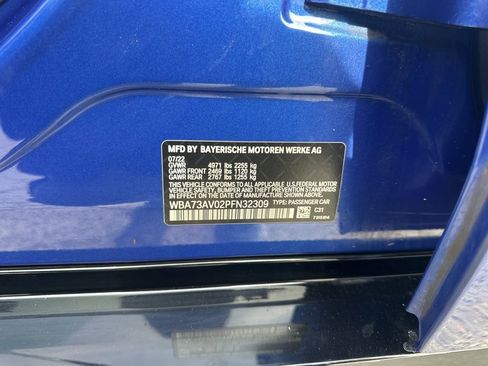 MFD BY BAYERISCHE MOTOREN WERKE AG
07/22
GVWR 4971 lbs 2255 kg
GAWR FRONT 2469 lbs 1120 kg
GAWR REAR 2767 lbs 1255 kg
THIS VEHICLE CONFORMS TO ALL APPLICABLE FEDERAL MOTOR
VEHICLE SAFETY, BUMPER AND THEFT PREVENTION
STANDARDS IN EFFECT ON THE DATE OF MANUFACTURE SHOWN ABOVE.
WBA73AV02PFN32309 TYPE: PASSENGER CAR
C31